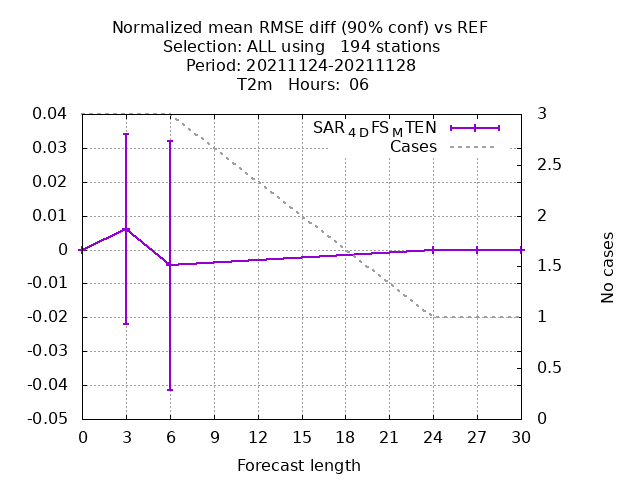 Normalized mean RMSE diff (90% conf) vs REF
Selection: ALL using   194 stations
Period: 20211124-20211128
T2m   Hours: 06
SAR4DFSMTEN
Cases
0.04
0.03
0.02
0.01
0
-0.01
-0.02
-0.03
-0.04
-0.05
3
2.5
2
1.5
1
0.5
0
No cases
0 3 6 9 12 15 18 21 24 27 30
Forecast length